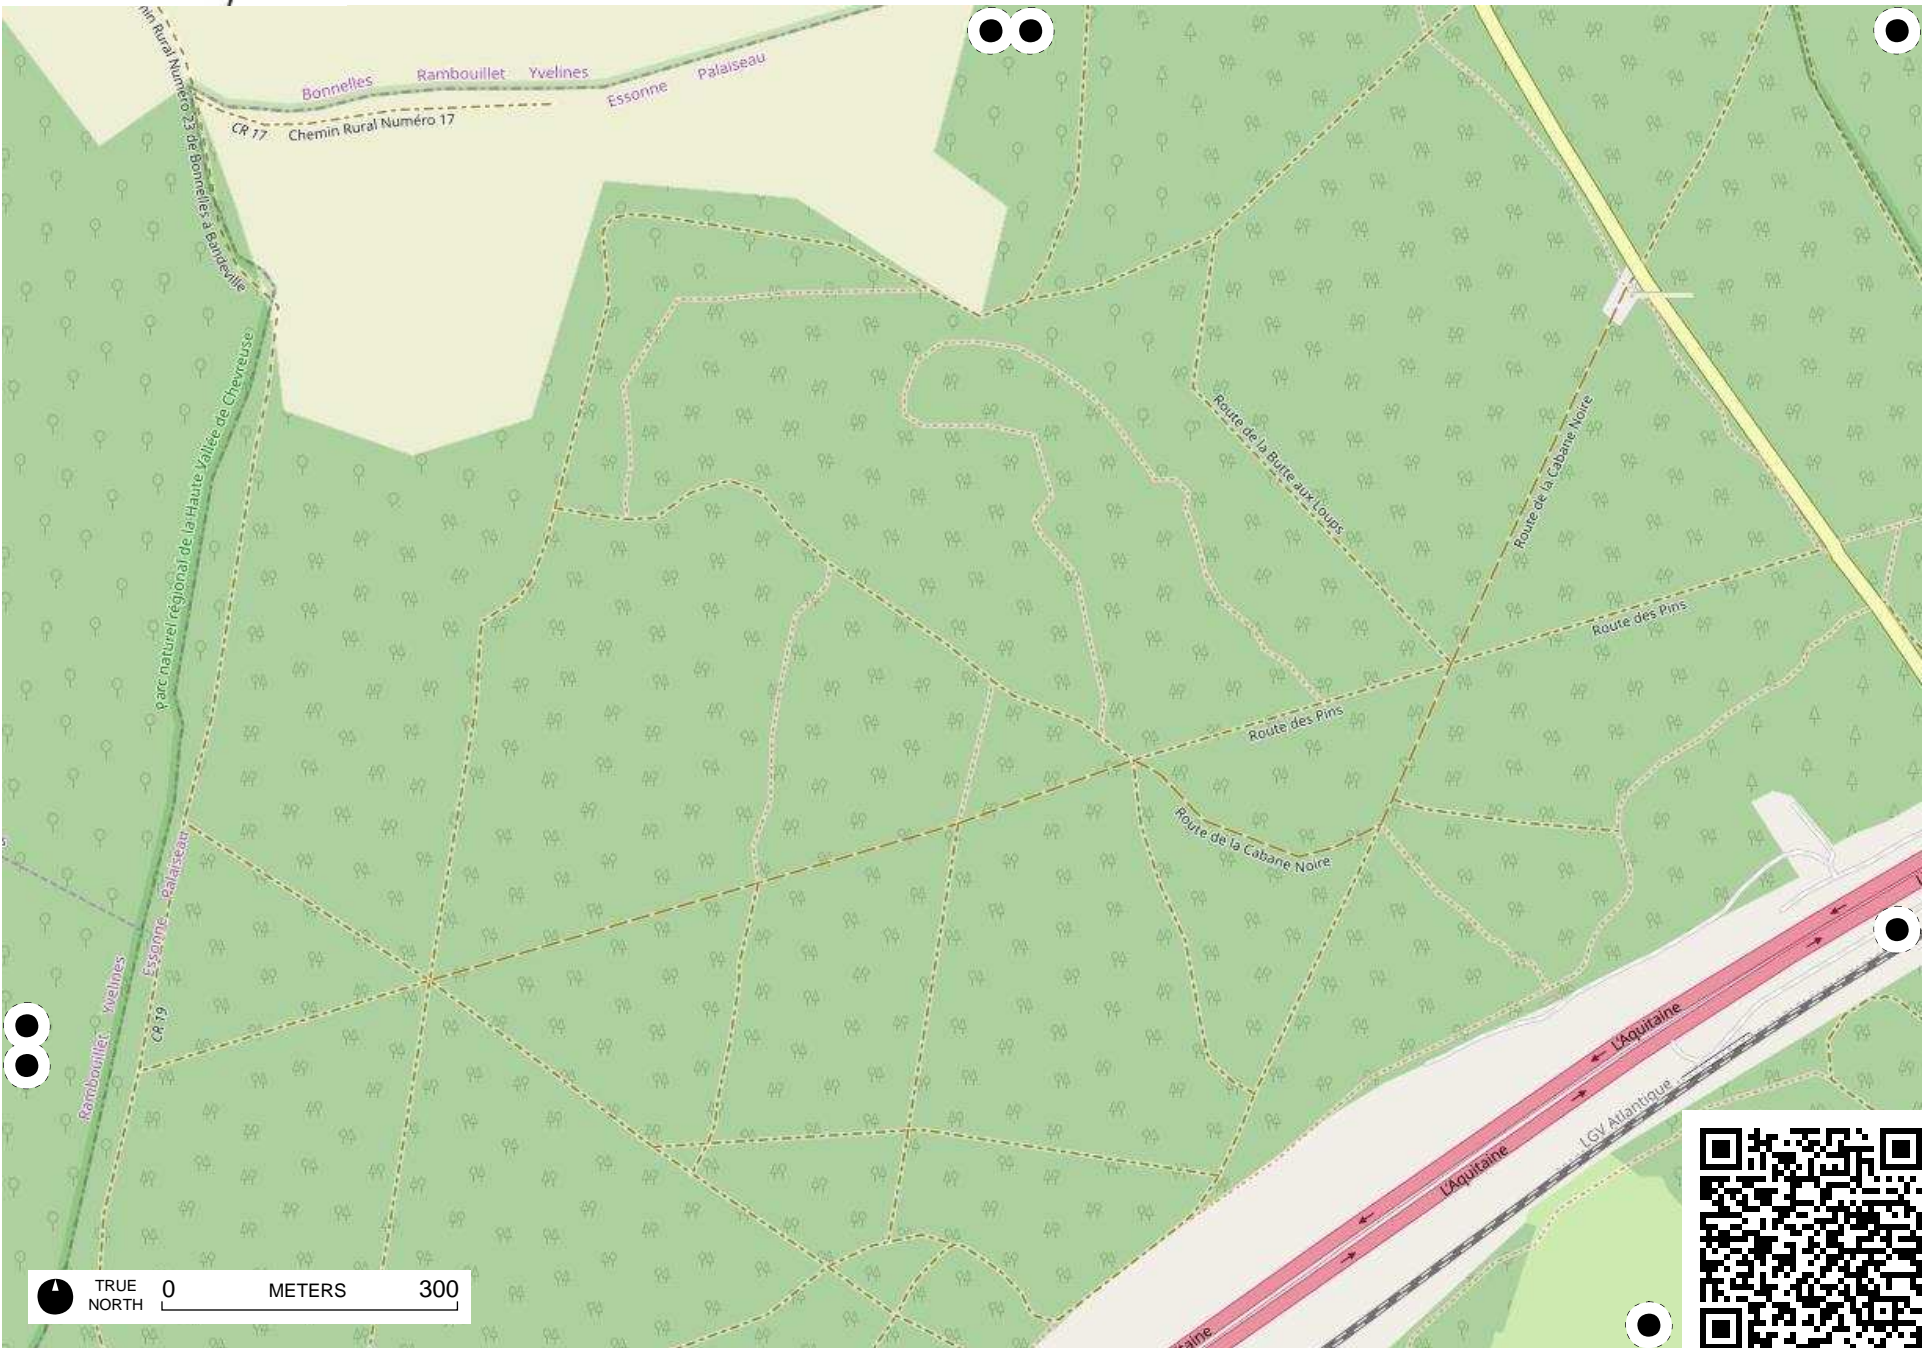 Rural Numéro 23 de Bonnelles à Bandeville
Bonnelles
Rambouillet
Yvelines
Palaiseau
Essonne
CR 17
Chemin Rural Numéro 17
Parc naturel régional de la Haute Vallée de Chevreuse
Route de la Butte aux Loups
Route de la Cabane Noire
Route des Pins
Route des Pins
Route de la Cabane Noire
Palaiseau
Essonne
Yvelines
Rambouillet
CR 19
L'Aquitaine
LGV Atlantique
L'Aquitaine
TRUE
NORTH
0
METERS
300